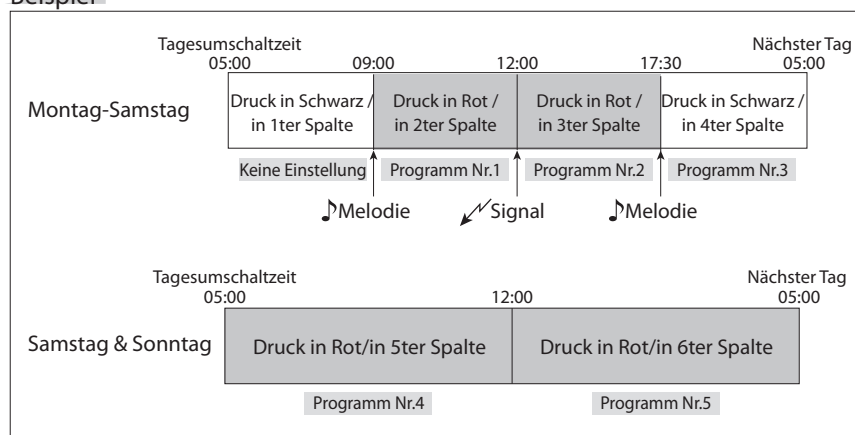 Beispiel
Tagesumschaltzeit Nächster Tag
05:00 09:00 12:00 17:30 05:00
Montag-Samstag
Druck in Schwarz / Druck in Rot / Druck in Rot / Druck in Schwarz /
in 1ter Spalte in 2ter Spalte in 3ter Spalte in 4ter Spalte
Keine Einstellung Programm Nr.1 Programm Nr.2 Programm Nr.3
Melodie Signal Melodie
Tagesumschaltzeit Nächster Tag
05:00 12:00 05:00
Samstag & Sonntag Druck in Rot/in 5ter Spalte Druck in Rot/in 6ter Spalte
Programm Nr.4 Programm Nr.5